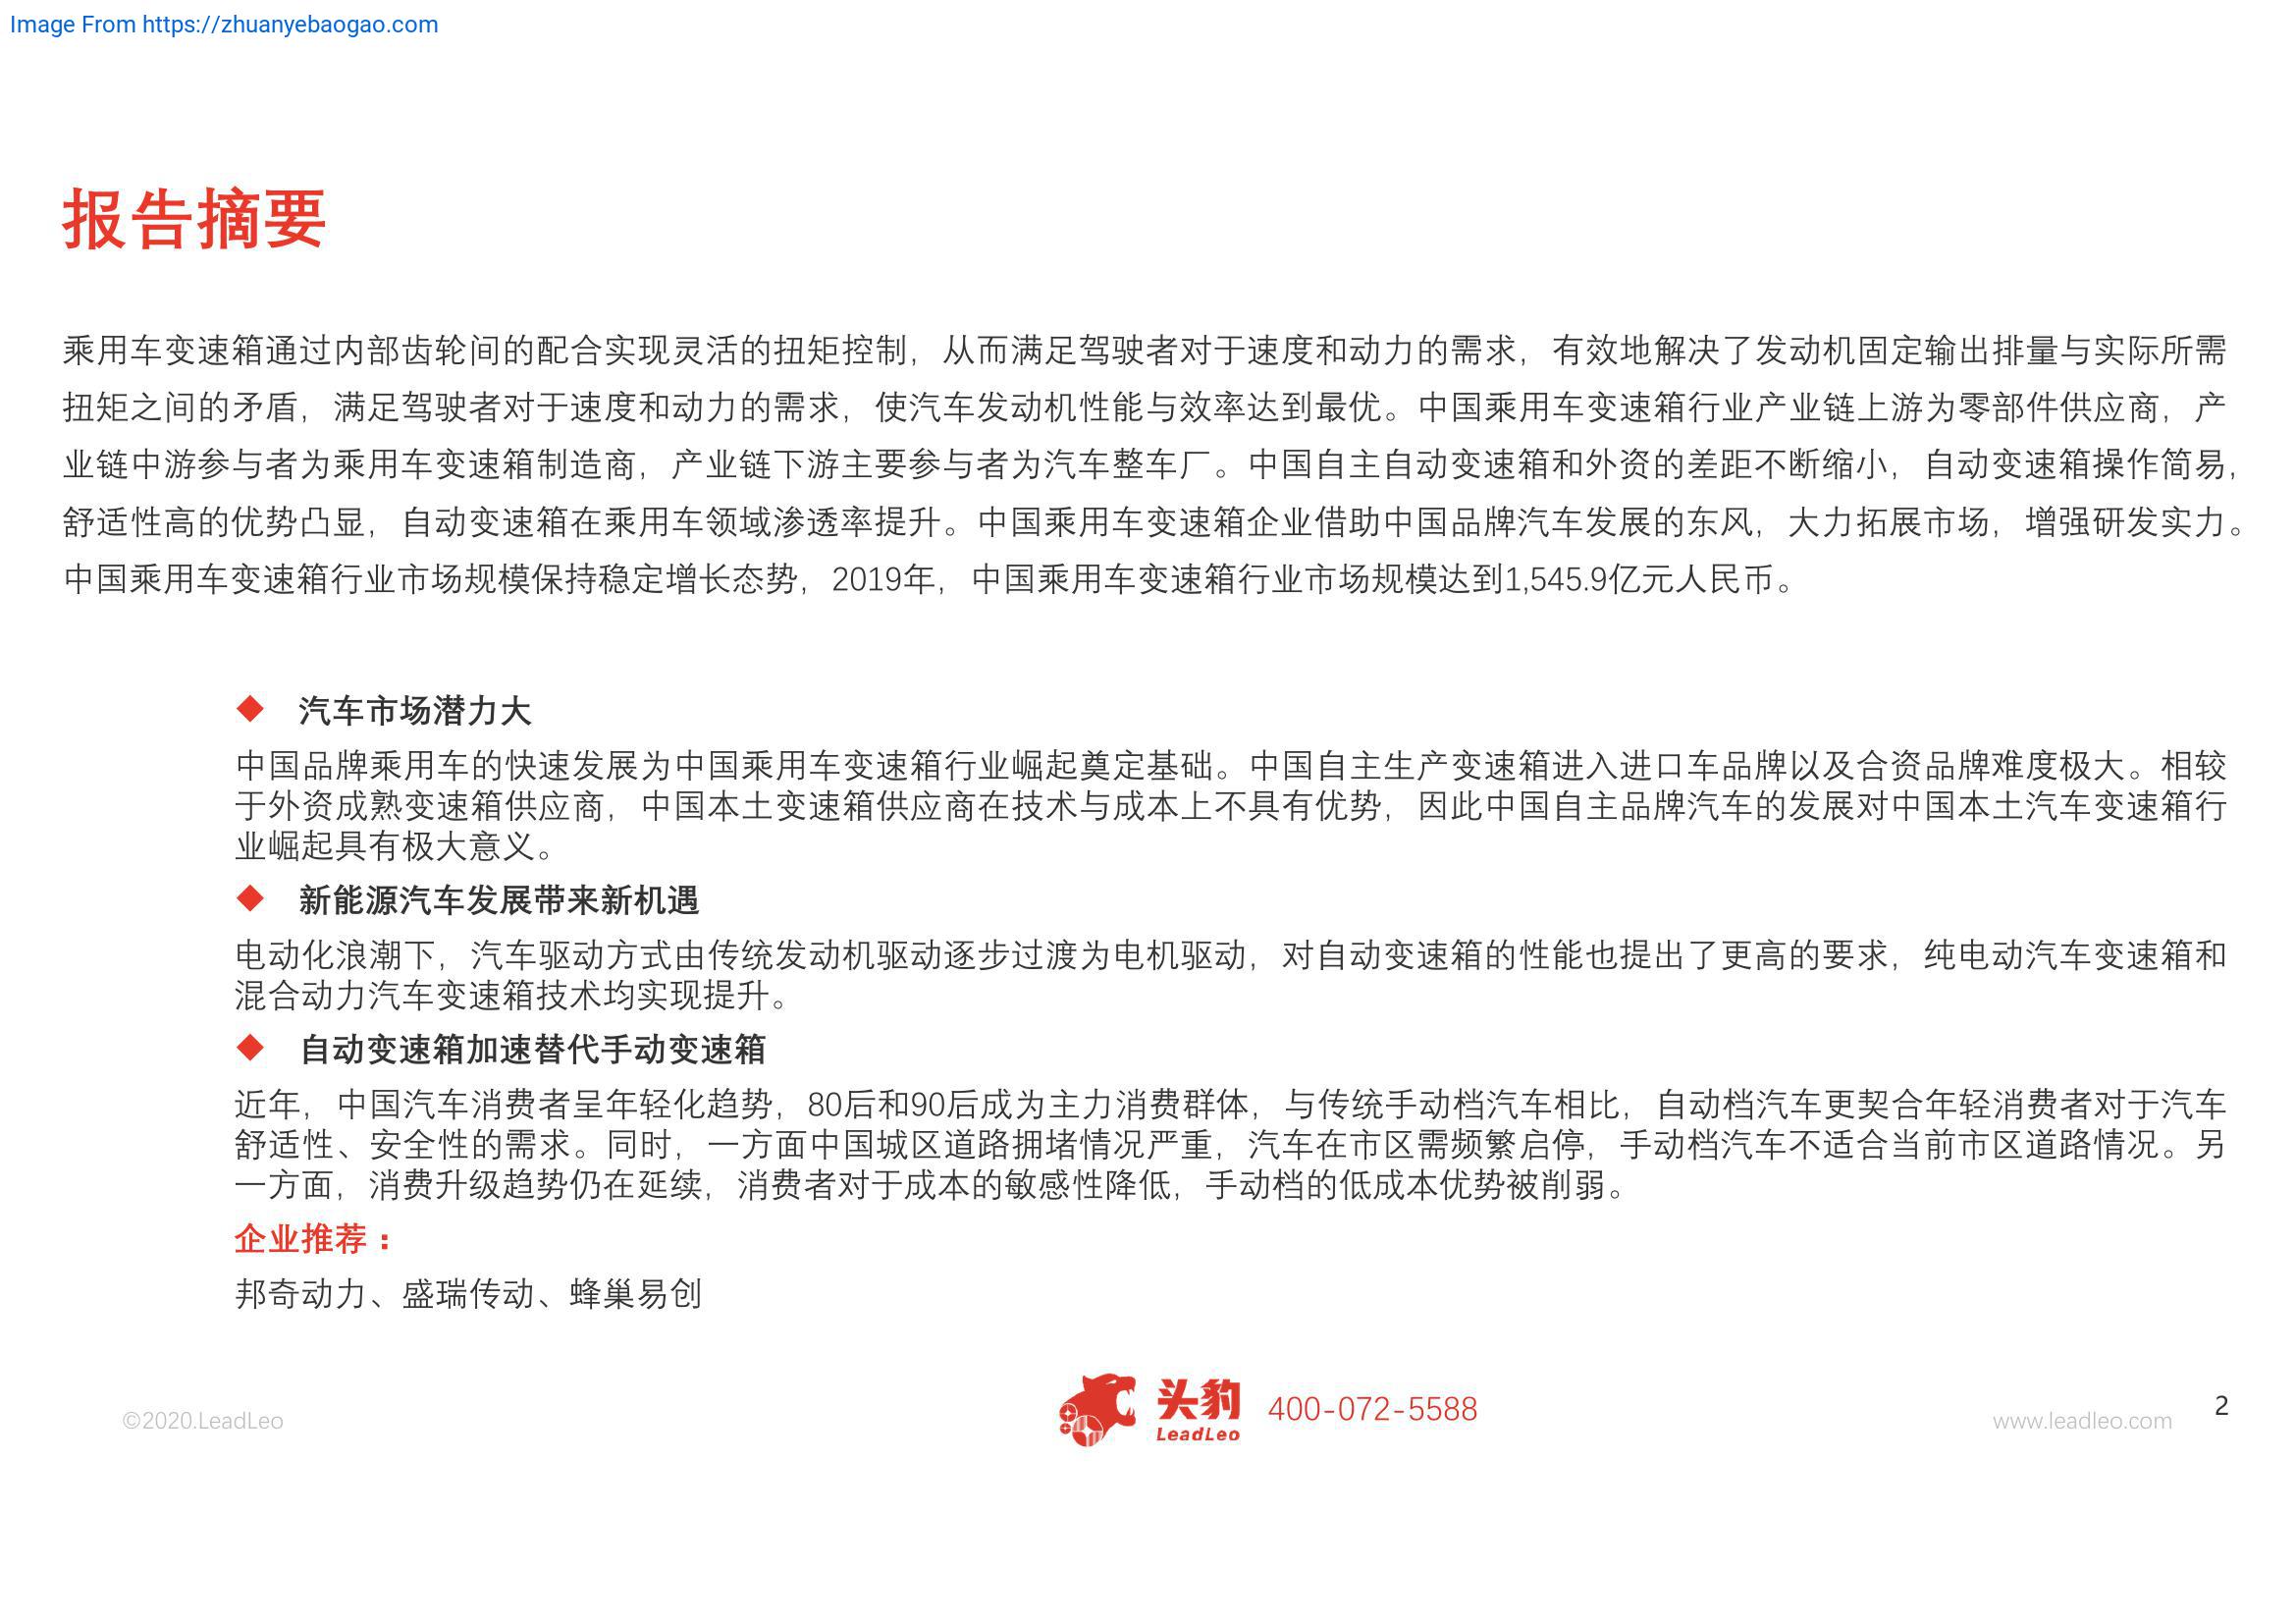 Image From https://zhuanyebaogao.com
报告摘要
乘用车变速箱通过内部齿轮间的配合实现灵活的扭矩控制，从而满足驾驶者对于速度和动力的需求，有效地解决了发动机固定输出排量与实际所需
扭矩之间的矛盾，满足驾驶者对于速度和动力的需求，使汽车发动机性能与效率达到最优。中国乘用车变速箱行业产业链上游为零部件供应商，产
业链中游参与者为乘用车变速箱制造商，产业链下游主要参与者为汽车整车厂。中国自主自动变速箱和外资的差距不断缩小，自动变速箱操作简易，
舒适性高的优势凸显，自动变速箱在乘用车领域渗透率提升。中国乘用车变速箱企业借助中国品牌汽车发展的东风，大力拓展市场，增强研发实力。
中国乘用车变速箱行业市场规模保持稳定增长态势，2019年，中国乘用车变速箱行业市场规模达到1,545.9亿元人民币。
◆ 汽车市场潜力大
中国品牌乘用车的快速发展为中国乘用车变速箱行业崛起奠定基础。中国自主生产变速箱进入进口车品牌以及合资品牌难度极大。相较
于外资成熟变速箱供应商，中国本土变速箱供应商在技术与成本上不具有优势，因此中国自主品牌汽车的发展对中国本土汽车变速箱行
业崛起具有极大意义。
◆ 新能源汽车发展带来新机遇
电动化浪潮下，汽车驱动方式由传统发动机驱动逐步过渡为电机驱动，对自动变速箱的性能也提出了更高的要求，纯电动汽车变速箱和
混合动力汽车变速箱技术均实现提升。
◆ 自动变速箱加速替代手动变速箱
近年，中国汽车消费者呈年轻化趋势，80后和90后成为主力消费群体，与传统手动档汽车相比，自动档汽车更契合年轻消费者对于汽车
舒适性、安全性的需求。同时，一方面中国城区道路拥堵情况严重，汽车在市区需频繁启停，手动档汽车不适合当前市区道路情况。另
一方面，消费升级趋势仍在延续，消费者对于成本的敏感性降低，手动档的低成本优势被削弱。
企业推荐：
邦奇动力、盛瑞传动、蜂巢易创
©2020.LeadLeo
头豹
LeadLeo
400-072-5588
www.leadleo.com
2